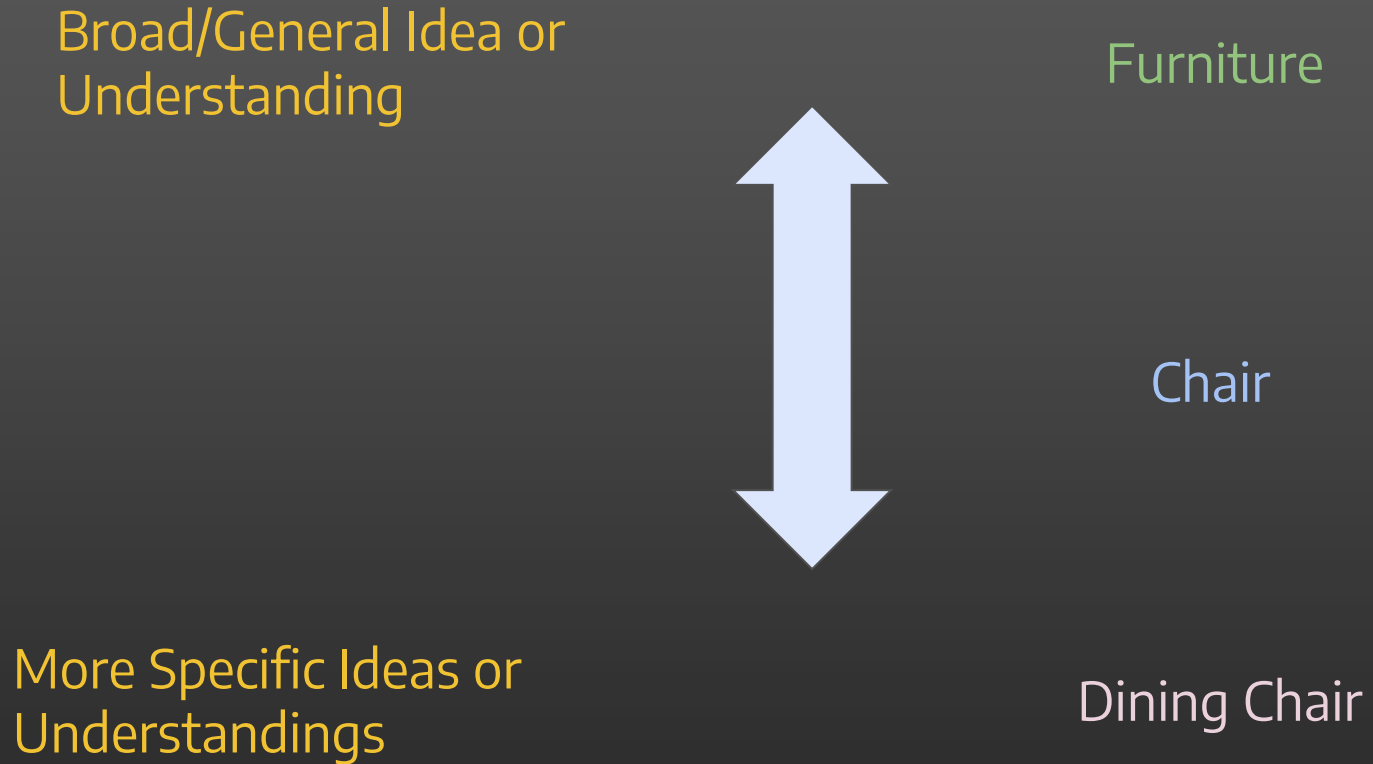 Broad/General Idea or
Understanding
Furniture
Chair
More Specific Ideas or
Understandings
Dining Chair